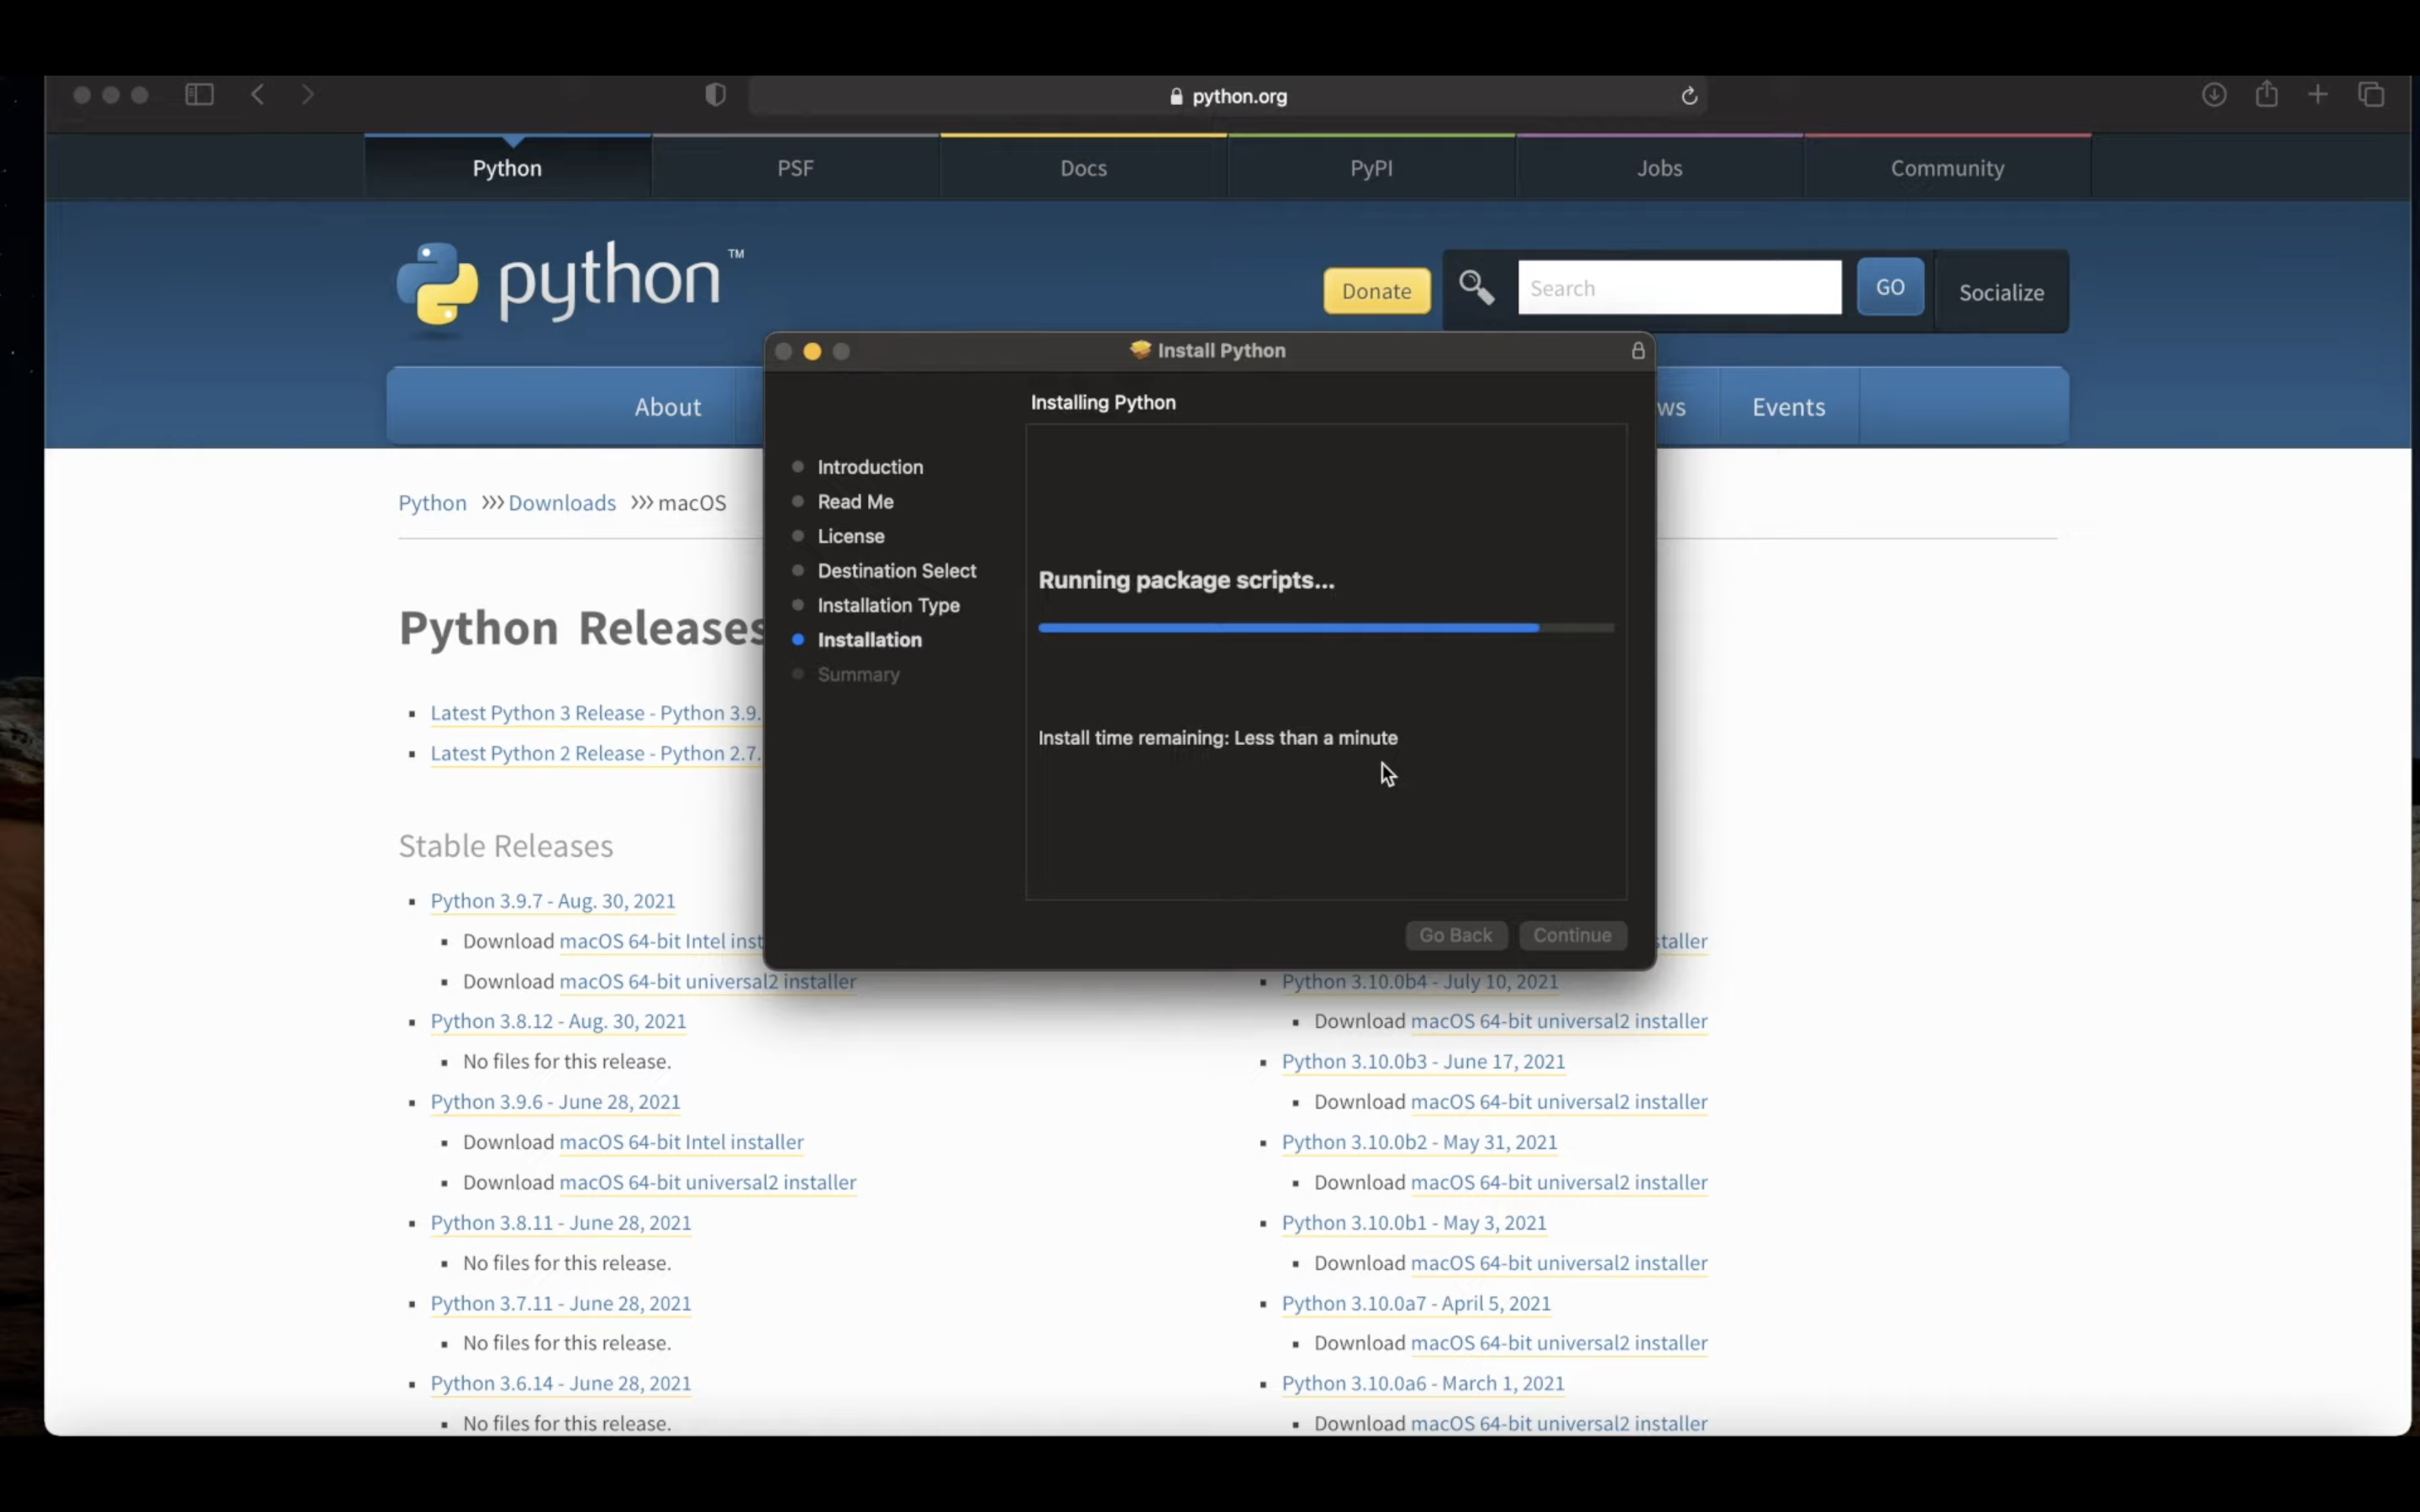 python.org
Python
PSF
Docs
PyPI
Jobs
Community
python™
Donate
Search
GO
Socialize
About
Events
Python >>> Downloads >>> macOS
Python Releases
Latest Python 3 Release - Python 3.9.
Latest Python 2 Release - Python 2.7.
Stable Releases
Python 3.9.7 - Aug. 30, 2021
Download macOS 64-bit Intel inst
Download macOS 64-bit universal2 installer
Python 3.8.12 - Aug. 30, 2021
No files for this release.
Python 3.9.6 - June 28, 2021
Download macOS 64-bit Intel installer
Download macOS 64-bit universal2 installer
Python 3.8.11 - June 28, 2021
No files for this release.
Python 3.7.11 - June 28, 2021
No files for this release.
Python 3.6.14 - June 28, 2021
No files for this release.
Install Python
Installing Python
Introduction
Read Me
License
Destination Select
Installation Type
Installation
Summary
Running package scripts...
Install time remaining: Less than a minute
Go Back
Continue
Python 3.10.0b4 - July 10, 2021
Download macOS 64-bit universal2 installer
Python 3.10.0b3 - June 17, 2021
Download macOS 64-bit universal2 installer
Python 3.10.0b2 - May 31, 2021
Download macOS 64-bit universal2 installer
Python 3.10.0b1 - May 3, 2021
Download macOS 64-bit universal2 installer
Python 3.10.0a7 - April 5, 2021
Download macOS 64-bit universal2 installer
Python 3.10.0a6 - March 1, 2021
Download macOS 64-bit universal2 installer